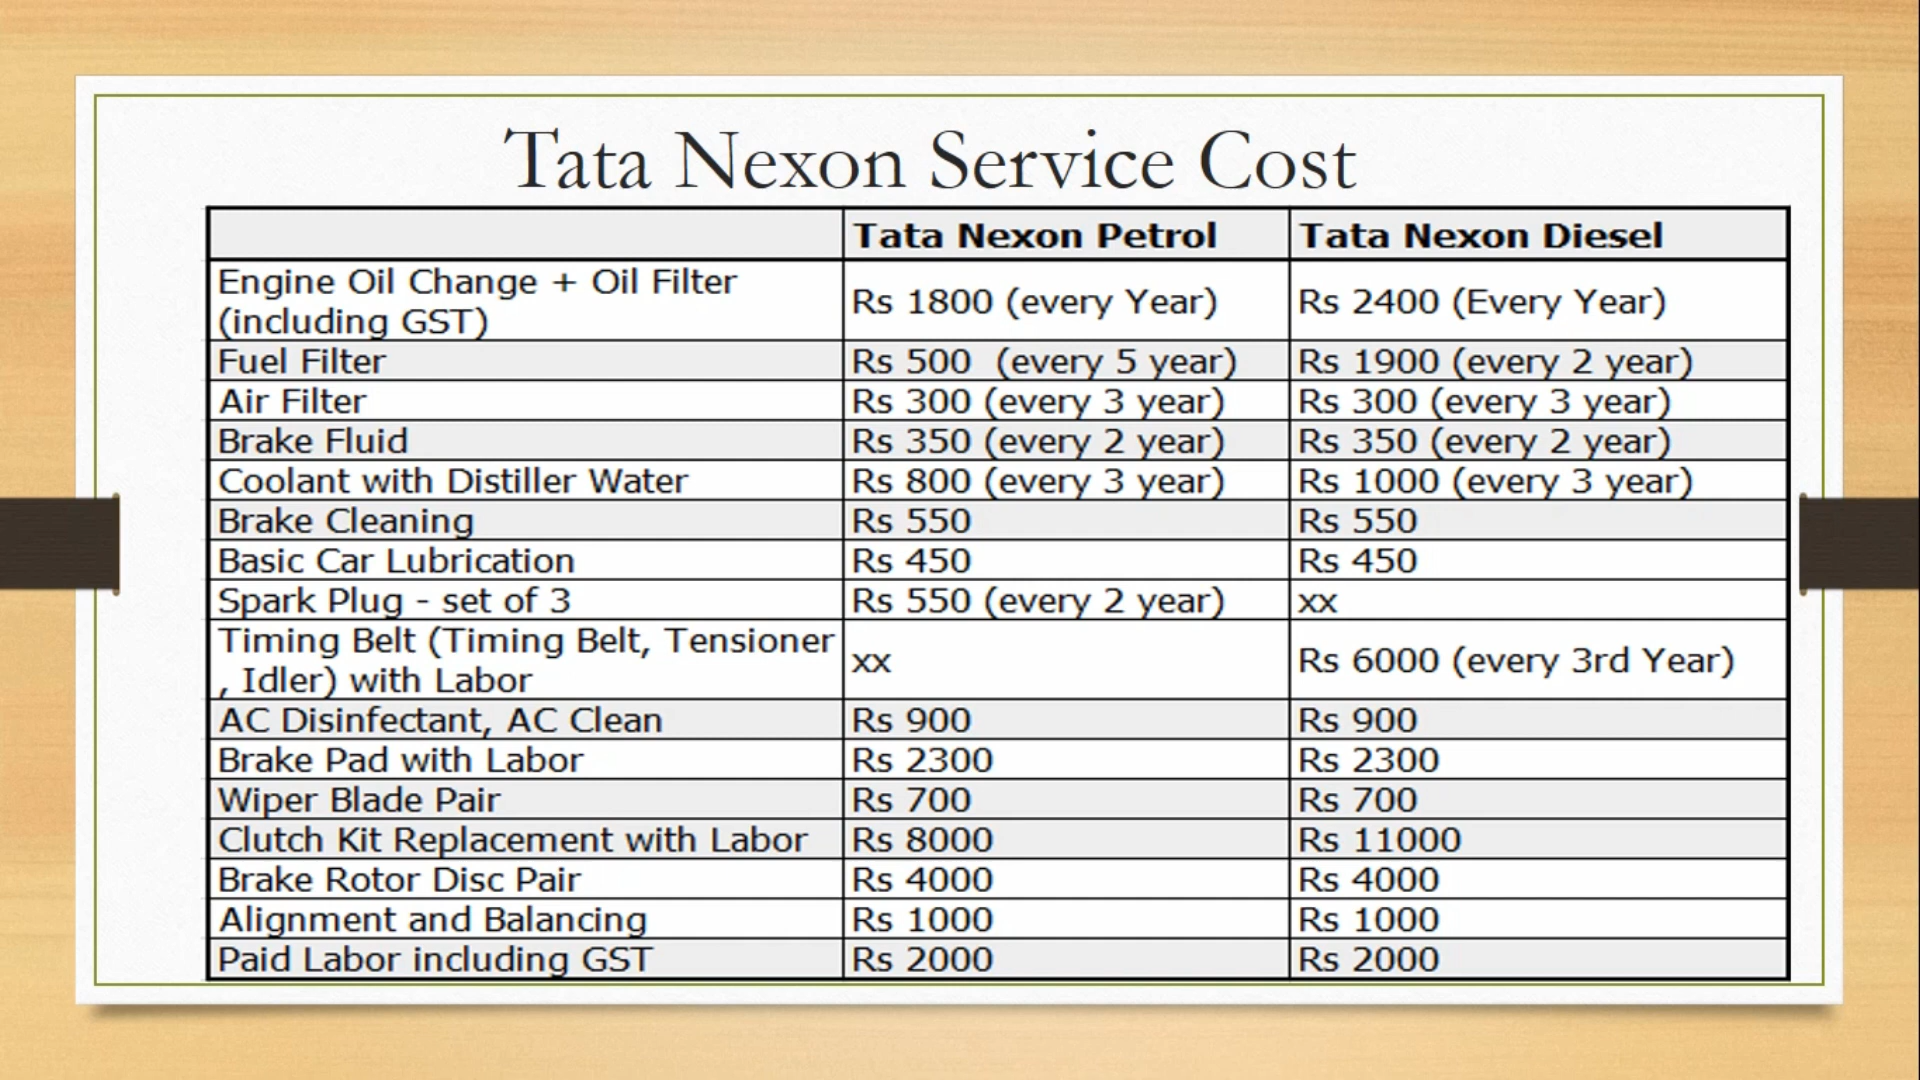 Tata Nexon Service Cost
Tata Nexon Petrol Tata Nexon Diesel
Engine Oil Change + Oil Filter
(including GST) Rs 1800 (every Year) Rs 2400 (Every Year)
Fuel Filter Rs 500 (every 5 year) Rs 1900 (every 2 year)
Air Filter Rs 300 (every 3 year) Rs 300 (every 3 year)
Brake Fluid Rs 350 (every 2 year) Rs 350 (every 2 year)
Coolant with Distiller Water Rs 800 (every 3 year) Rs 1000 (every 3 year)
Brake Cleaning Rs 550 Rs 550
Basic Car Lubrication Rs 450 Rs 450
Spark Plug - set of 3 Rs 550 (every 2 year) xx
Timing Belt (Timing Belt, Tensioner
, Idler) with Labor xx Rs 6000 (every 3rd Year)
AC Disinfectant, AC Clean Rs 900 Rs 900
Brake Pad with Labor Rs 2300 Rs 2300
Wiper Blade Pair Rs 700 Rs 700
Clutch Kit Replacement with Labor Rs 8000 Rs 11000
Brake Rotor Disc Pair Rs 4000 Rs 4000
Alignment and Balancing Rs 1000 Rs 1000
Paid Labor including GST Rs 2000 Rs 2000